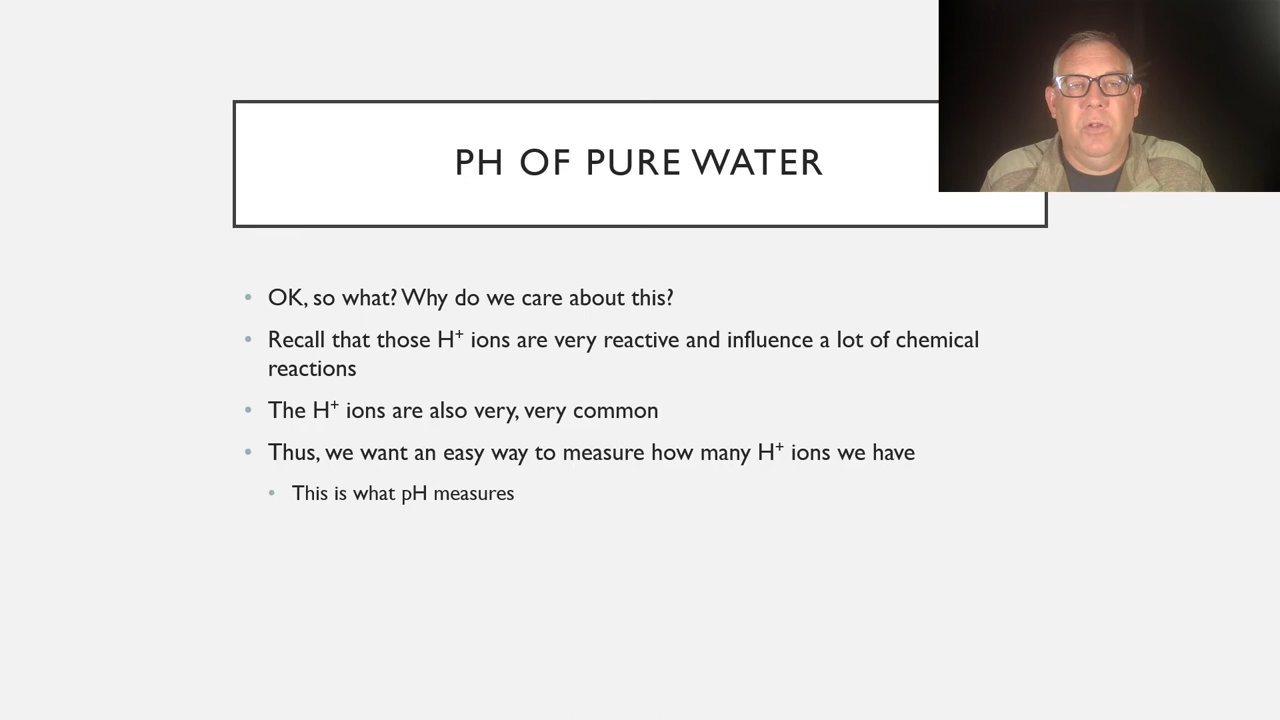 PH OF PURE WATER
• OK, so what? Why do we care about this?
• Recall that those H⁺ ions are very reactive and influence a lot of chemical
reactions
• The H⁺ ions are also very, very common
• Thus, we want an easy way to measure how many H⁺ ions we have
• This is what pH measures